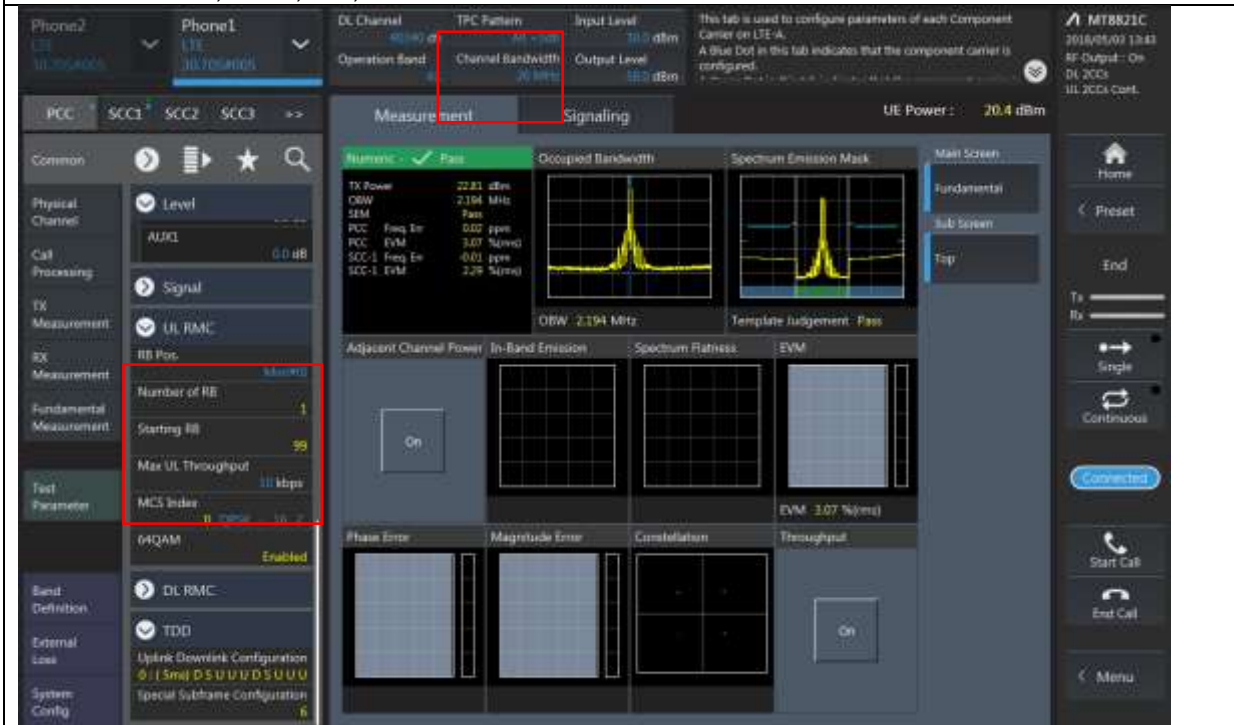 Phone2
LTE
Phone1
LTE
DL Channel
TPC Pattern
Input Level
dBm
Operation Band
Channel Bandwidth
20 MHz
Output Level
dBm
This tab is used to configure parameters of each Component
Carrier on LTE-A.
A Blue Dot in this tab indicates that the component carrier is
configured.
MT8821C
2018/05/03 13:43
RF Output : On
DL 2CCs
UL 2CCs Cont.
PCC
SCC1
SCC2
SCC3
>>
Measurement
Signaling
UE Power : 20.4 dBm
Common
Physical
Channel
Call
Processing
TX
Measurement
RX
Measurement
Fundamental
Measurement
Test
Parameter
Band
Definition
External
Loss
System
Config
Level
AUX1
0.0 dB
Signal
UL RMC
RB Pos.
Number of RB
1
Starting RB
99
Max UL Throughput
kbps
MCS Index
64QAM
Enabled
DL RMC
TDD
Uplink Downlink Configuration
0 : ( 5ms) D S U U U D S U U U
Special Subframe Configuration
6
Numeric - ✓ Pass
TX Power 22.81 dBm
OBW 2.194 MHz
SEM Pass
PCC Freq. Err 0.02 ppm
PCC EVM 3.07 %(rms)
SCC-1 Freq. Err -0.01 ppm
SCC-1 EVM 2.29 %(rms)
Occupied Bandwidth
OBW 2.194 MHz
Spectrum Emission Mask
Template Judgement Pass
Main Screen
Fundamental
Sub Screen
Top
Adjacent Channel Power
On
In-Band Emission
Spectrum Flatness
EVM
EVM 3.07 %(rms)
Phase Error
Magnitude Error
Constellation
Throughput
On
Home
Preset
End
Tx
Rx
Single
Continuous
Connected
Start Call
End Call
Menu